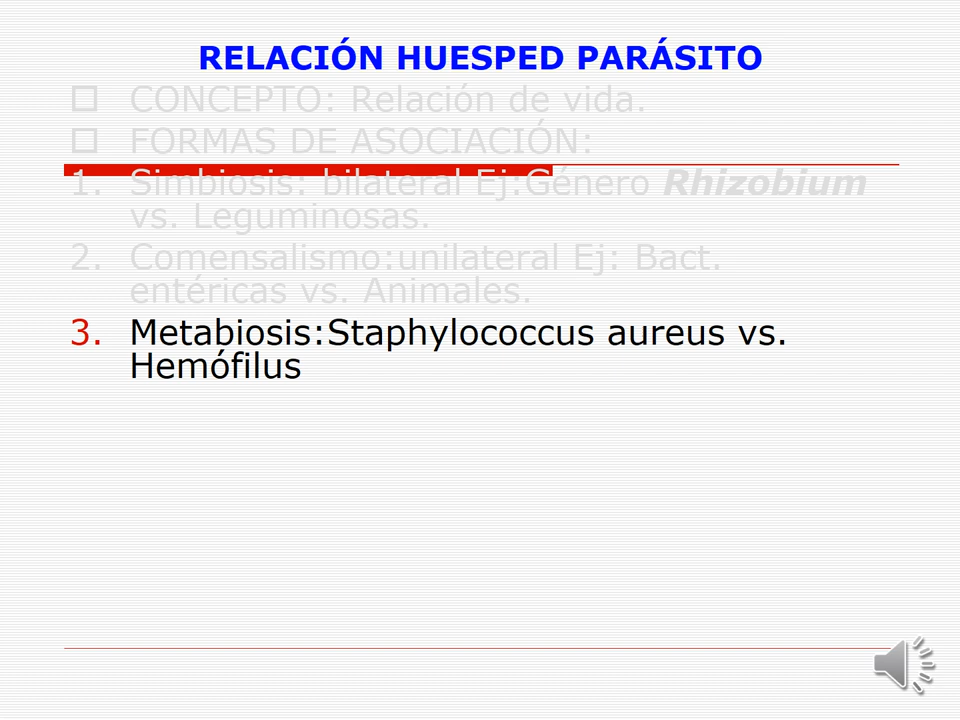 RELACIÓN HUESPED PARÁSITO
CONCEPTO: Relación de vida.
FORMAS DE ASOCIACIÓN:
1. Simbiosis: bilateral Ej:Género Rhizobium
vs. Leguminosas.
2. Comensalismo:unilateral Ej: Bact.
entéricas vs. Animales.
3. Metabiosis:Staphylococcus aureus vs.
Hemófilus